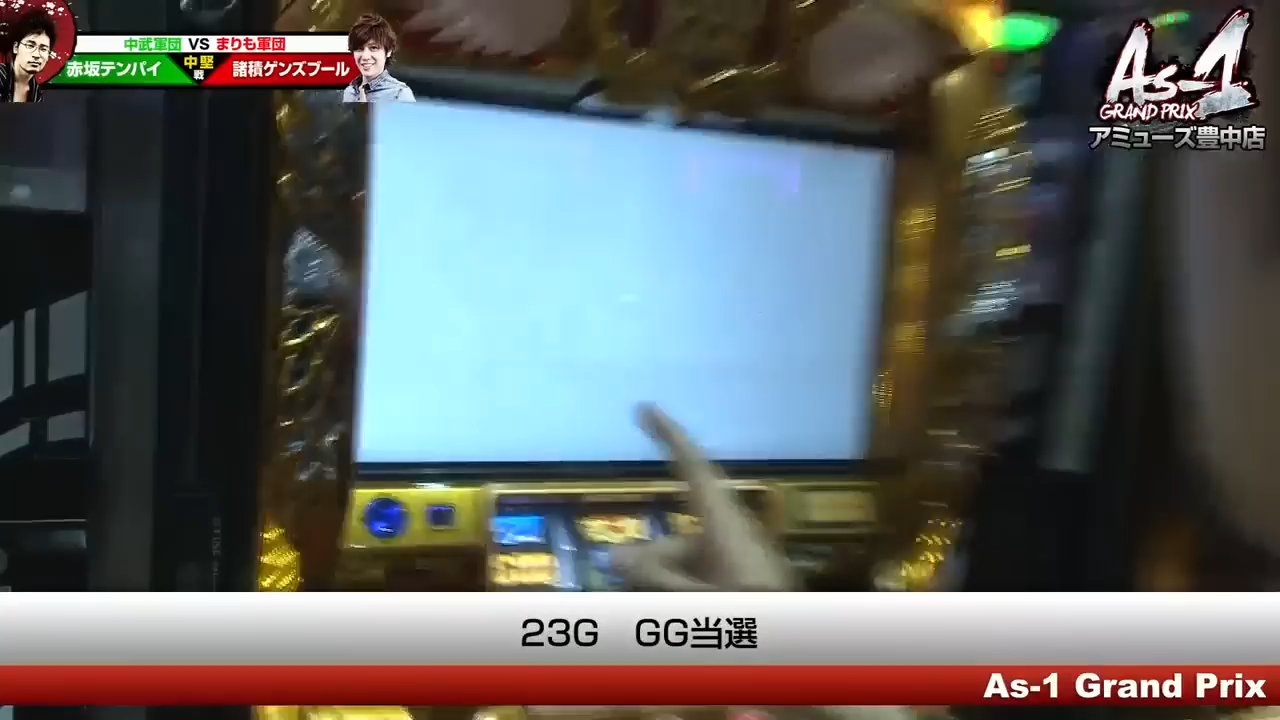 中武軍団 VS まりも軍団
赤坂テンパイ 中堅戦 諸積ゲンズブール
As-1
GRAND PRIX
アミューズ豊中店
23G GG当選
As-1 Grand Prix